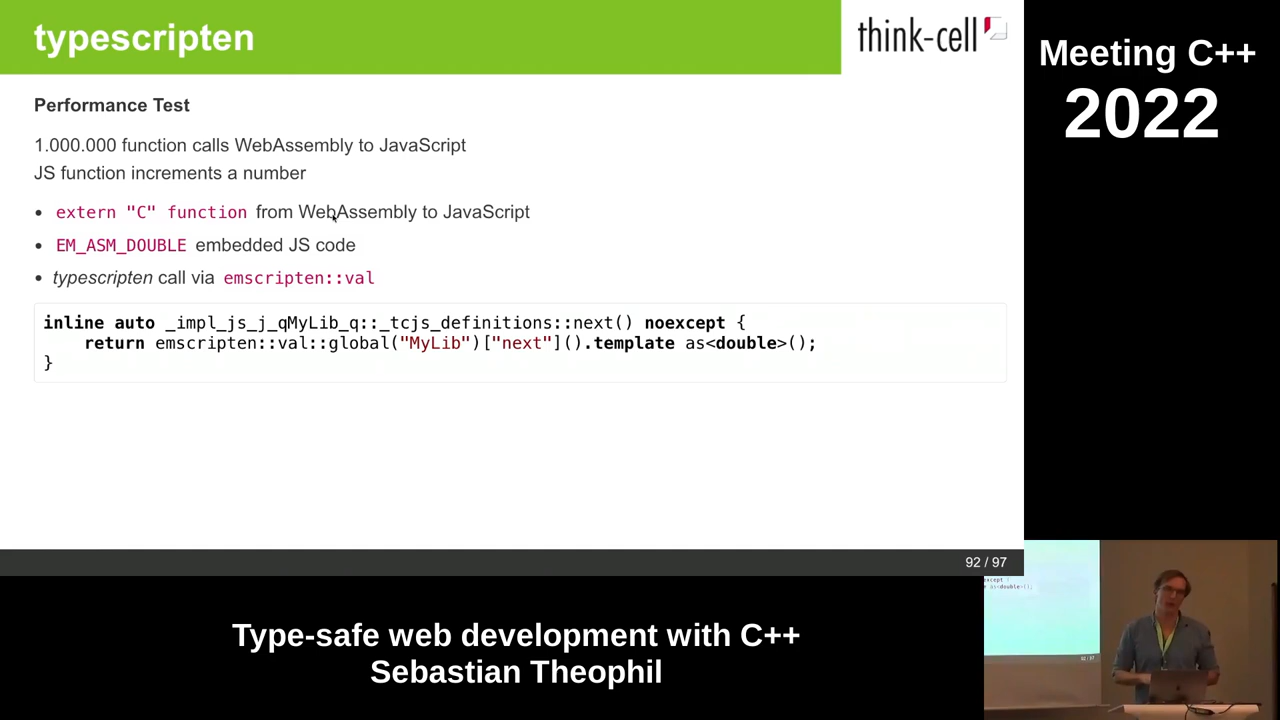 typescripten
think-cell
Performance Test
1.000.000 function calls WebAssembly to JavaScript
JS function increments a number
• extern "C" function from WebAssembly to JavaScript
• EM_ASM_DOUBLE embedded JS code
• typescripten call via emscripten::val
inline auto _impl_js_j_qMyLib_q::_tcjs_definitions::next() noexcept {
return emscripten::val::global("MyLib")["next"]().template as<double>();
}
92 / 97
Meeting C++
2022
Type-safe web development with C++
Sebastian Theophil